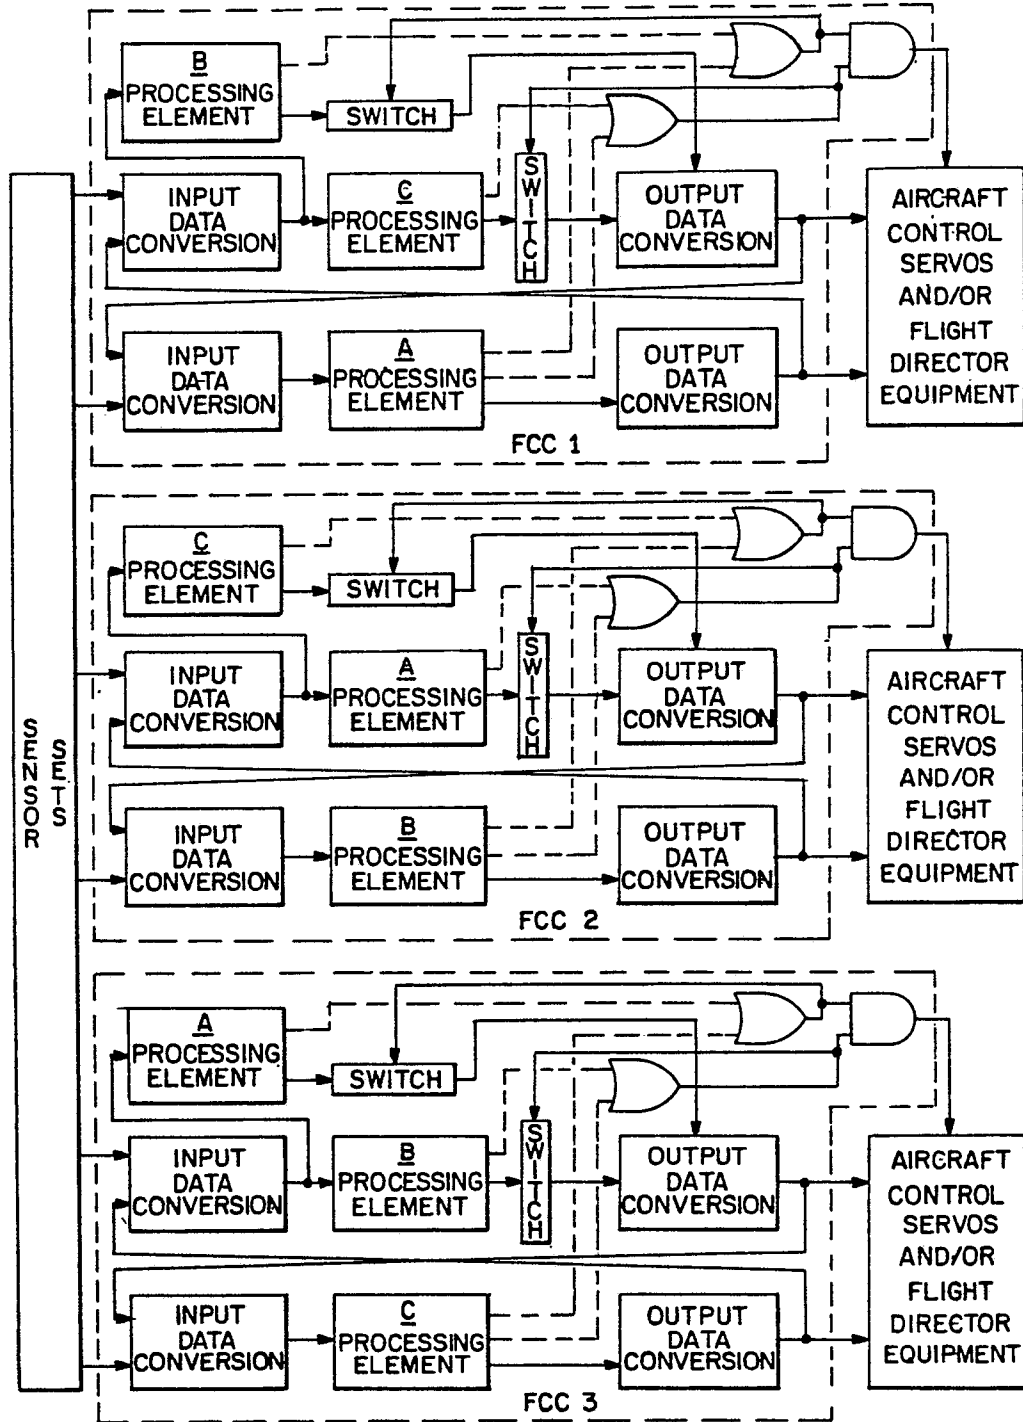 B
PROCESSING
ELEMENT
SWITCH
INPUT
DATA
CONVERSION
C
PROCESSING
ELEMENT
SWITCH
OUTPUT
DATA
CONVERSION
AIRCRAFT
CONTROL
SERVOS
AND/OR
FLIGHT
DIRECTOR
EQUIPMENT
INPUT
DATA
CONVERSION
A
PROCESSING
ELEMENT
OUTPUT
DATA
CONVERSION
FCC 1
SENSOR
SETS
C
PROCESSING
ELEMENT
SWITCH
INPUT
DATA
CONVERSION
A
PROCESSING
ELEMENT
SWITCH
OUTPUT
DATA
CONVERSION
AIRCRAFT
CONTROL
SERVOS
AND/OR
FLIGHT
DIRECTOR
EQUIPMENT
INPUT
DATA
CONVERSION
B
PROCESSING
ELEMENT
OUTPUT
DATA
CONVERSION
FCC 2
A
PROCESSING
ELEMENT
SWITCH
INPUT
DATA
CONVERSION
B
PROCESSING
ELEMENT
SWITCH
OUTPUT
DATA
CONVERSION
AIRCRAFT
CONTROL
SERVOS
AND/OR
FLIGHT
DIRECTOR
EQUIPMENT
INPUT
DATA
CONVERSION
C
PROCESSING
ELEMENT
OUTPUT
DATA
CONVERSION
FCC 3